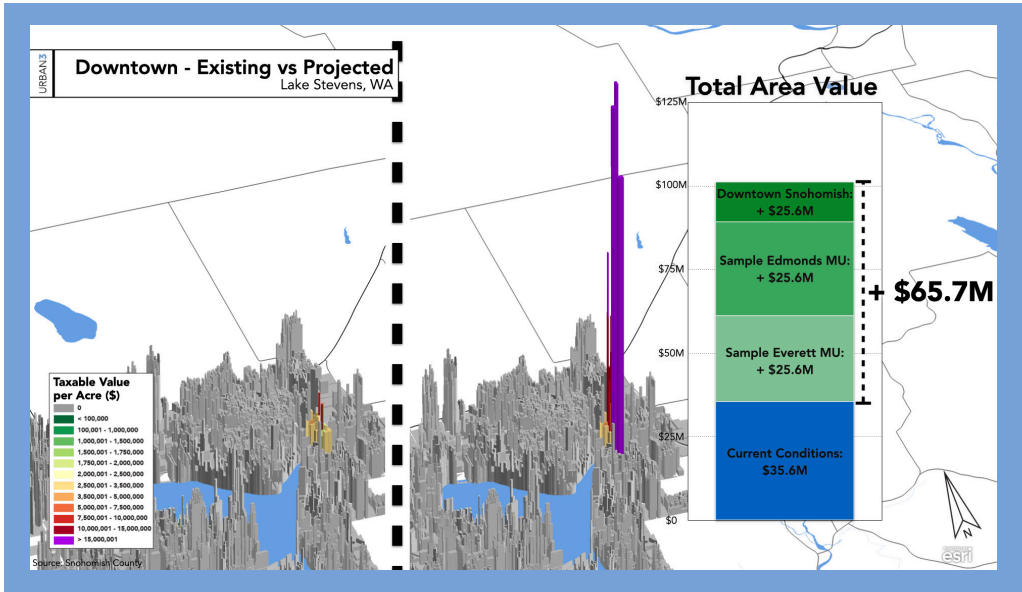 URBAN3
Downtown - Existing vs Projected
Lake Stevens, WA
Taxable Value
per Acre ($)
0
< 100,000
100,001 - 1,000,000
1,000,001 - 1,500,000
1,500,001 - 1,750,000
1,750,001 - 2,000,000
2,000,001 - 2,500,000
2,500,001 - 3,500,000
3,500,001 - 5,000,000
5,000,001 - 7,500,000
7,500,001 - 10,000,000
10,000,001 - 15,000,000
> 15,000,001
Source: Snohomish County
Total Area Value
$125M
$100M
$75M
$50M
$25M
$0
Downtown Snohomish:
+ $25.6M
Sample Edmonds MU:
+ $25.6M
Sample Everett MU:
+ $25.6M
Current Conditions:
$35.6M
+ $65.7M
N
esri